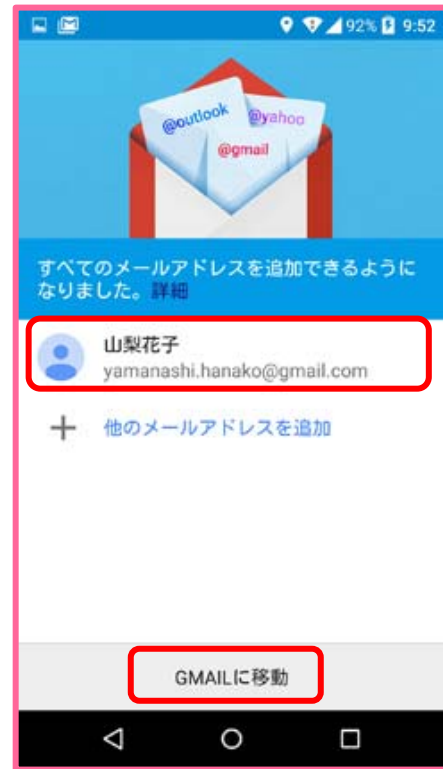 92% 9:52
@outlook @yahoo
@gmail
すべてのメールアドレスを追加できるように
なりました。詳細
山梨花子
yamanashi.hanako@gmail.com
他のメールアドレスを追加
GMAILに移動